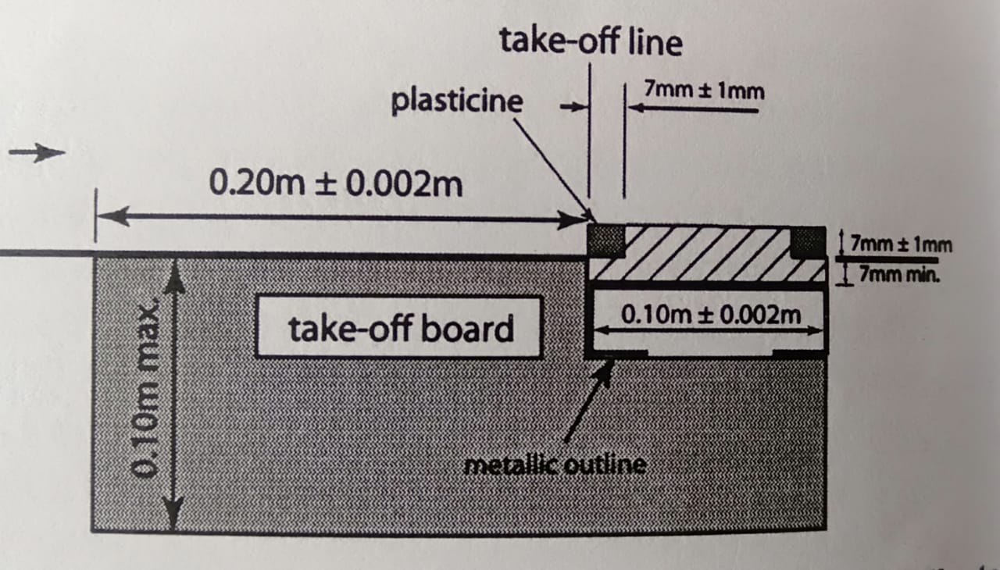 take-off line
plasticine
7mm ± 1mm
0.20m ± 0.002m
7mm ± 1mm
7mm min.
0.10m max.
take-off board
0.10m ± 0.002m
metallic outline